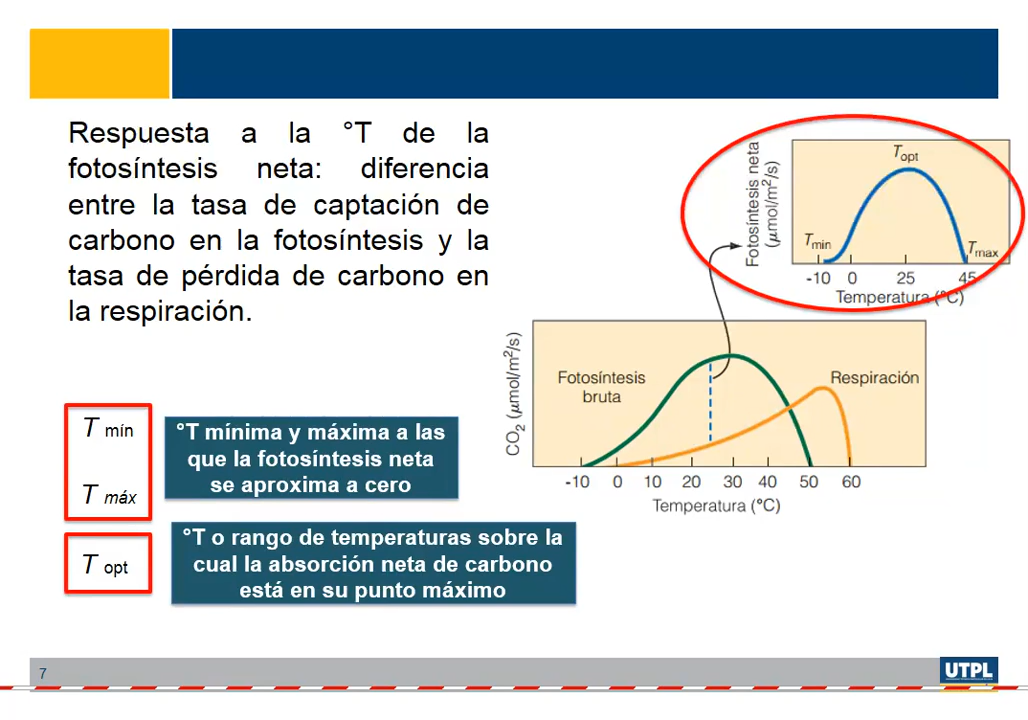 Respuesta a la °T de la
fotosíntesis neta: diferencia
entre la tasa de captación de
carbono en la fotosíntesis y la
tasa de pérdida de carbono en
la respiración.
T mín
T máx
°T mínima y máxima a las
que la fotosíntesis neta
se aproxima a cero
T opt
°T o rango de temperaturas sobre la
cual la absorción neta de carbono
está en su punto máximo
Fotosíntesis neta
(μmol/m²/s)
Topt
Tmin
Tmax
-10 0 25 45
Temperatura (°C)
CO₂ (μmol/m²/s)
Fotosíntesis
bruta
Respiración
-10 0 10 20 30 40 50 60
Temperatura (°C)
7
UTPL